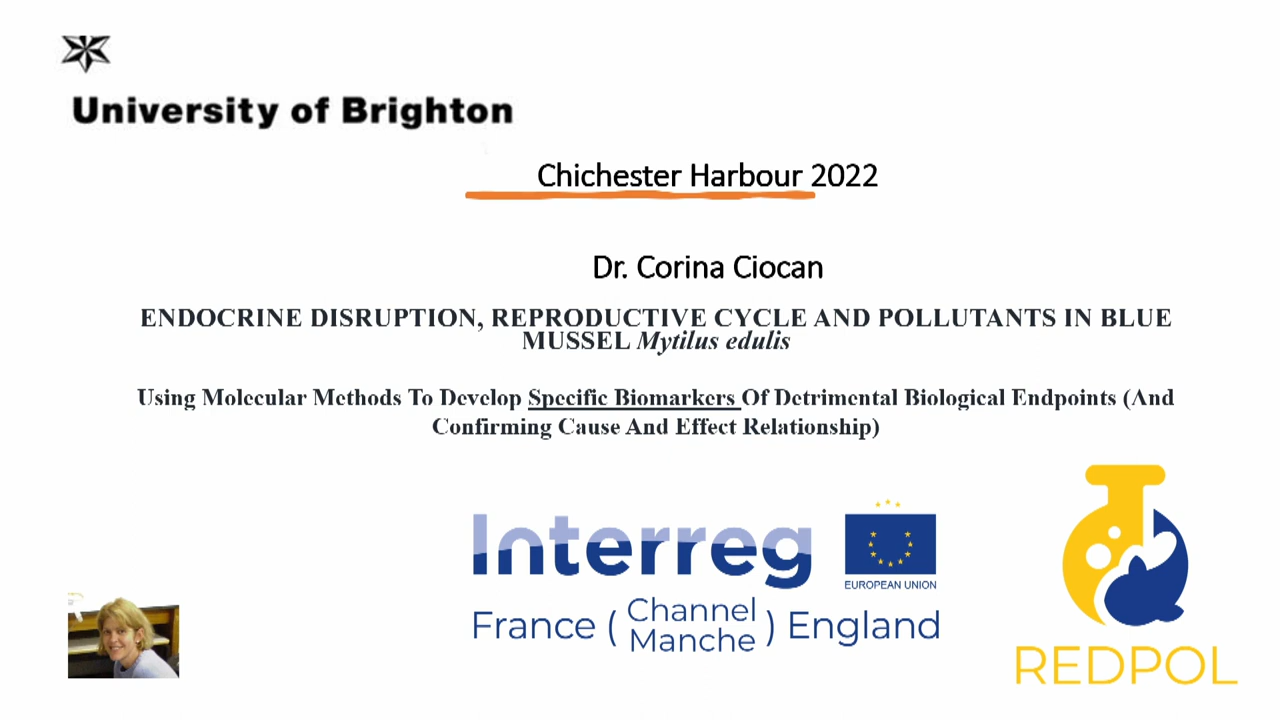 University of Brighton
Chichester Harbour 2022
Dr. Corina Ciocan
ENDOCRINE DISRUPTION, REPRODUCTIVE CYCLE AND POLLUTANTS IN BLUE
MUSSEL Mytilus edulis
Using Molecular Methods To Develop Specific Biomarkers Of Detrimental Biological Endpoints (And
Confirming Cause And Effect Relationship)
Interreg
EUROPEAN UNION
France ( Channel Manche ) England
REDPOL